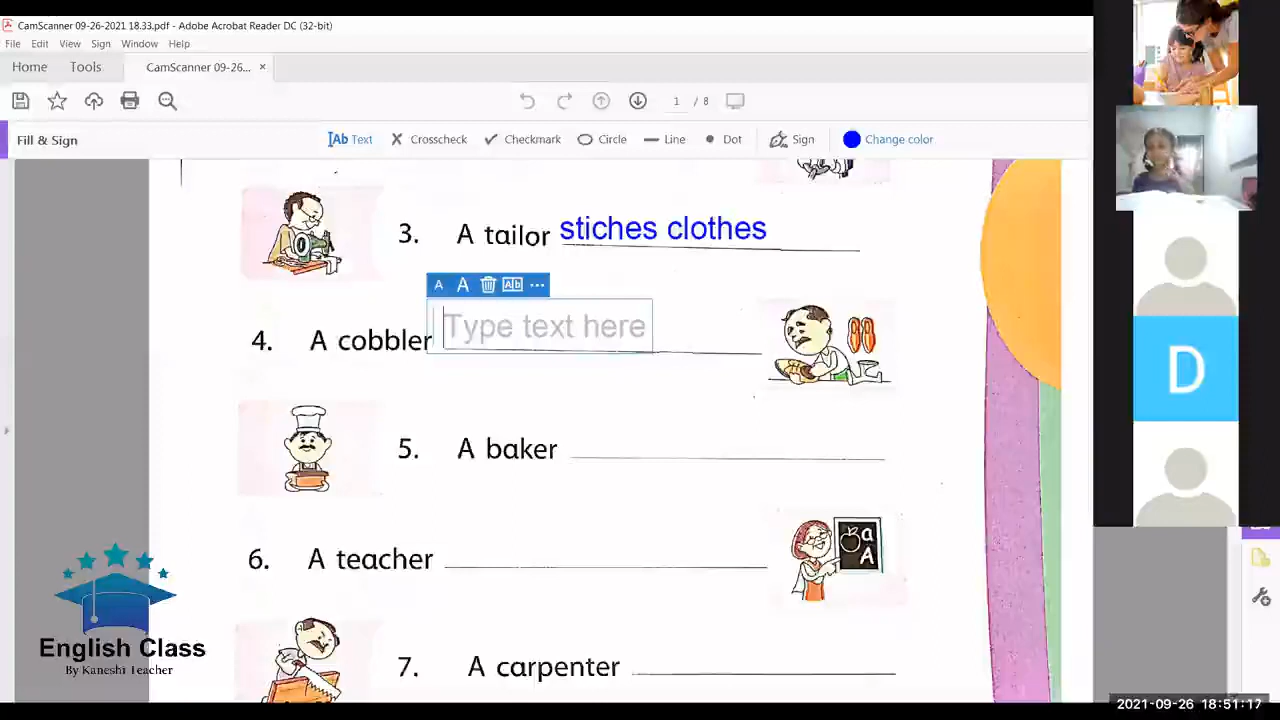 CamScanner 09-26-2021 18.33.pdf - Adobe Acrobat Reader DC (32-bit)
File Edit View Sign Window Help
Home Tools CamScanner 09-26... ×
1 / 8
Fill & Sign Ab Text Crosscheck Checkmark Circle Line Dot Sign Change color
3. A tailor stiches clothes
A A Ab ...
4. A cobbler Type text here
5. A baker
D
a
A
6. A teacher
7. A carpenter
English Class
By Kaneshi Teacher
2021-09-26 18:51:17